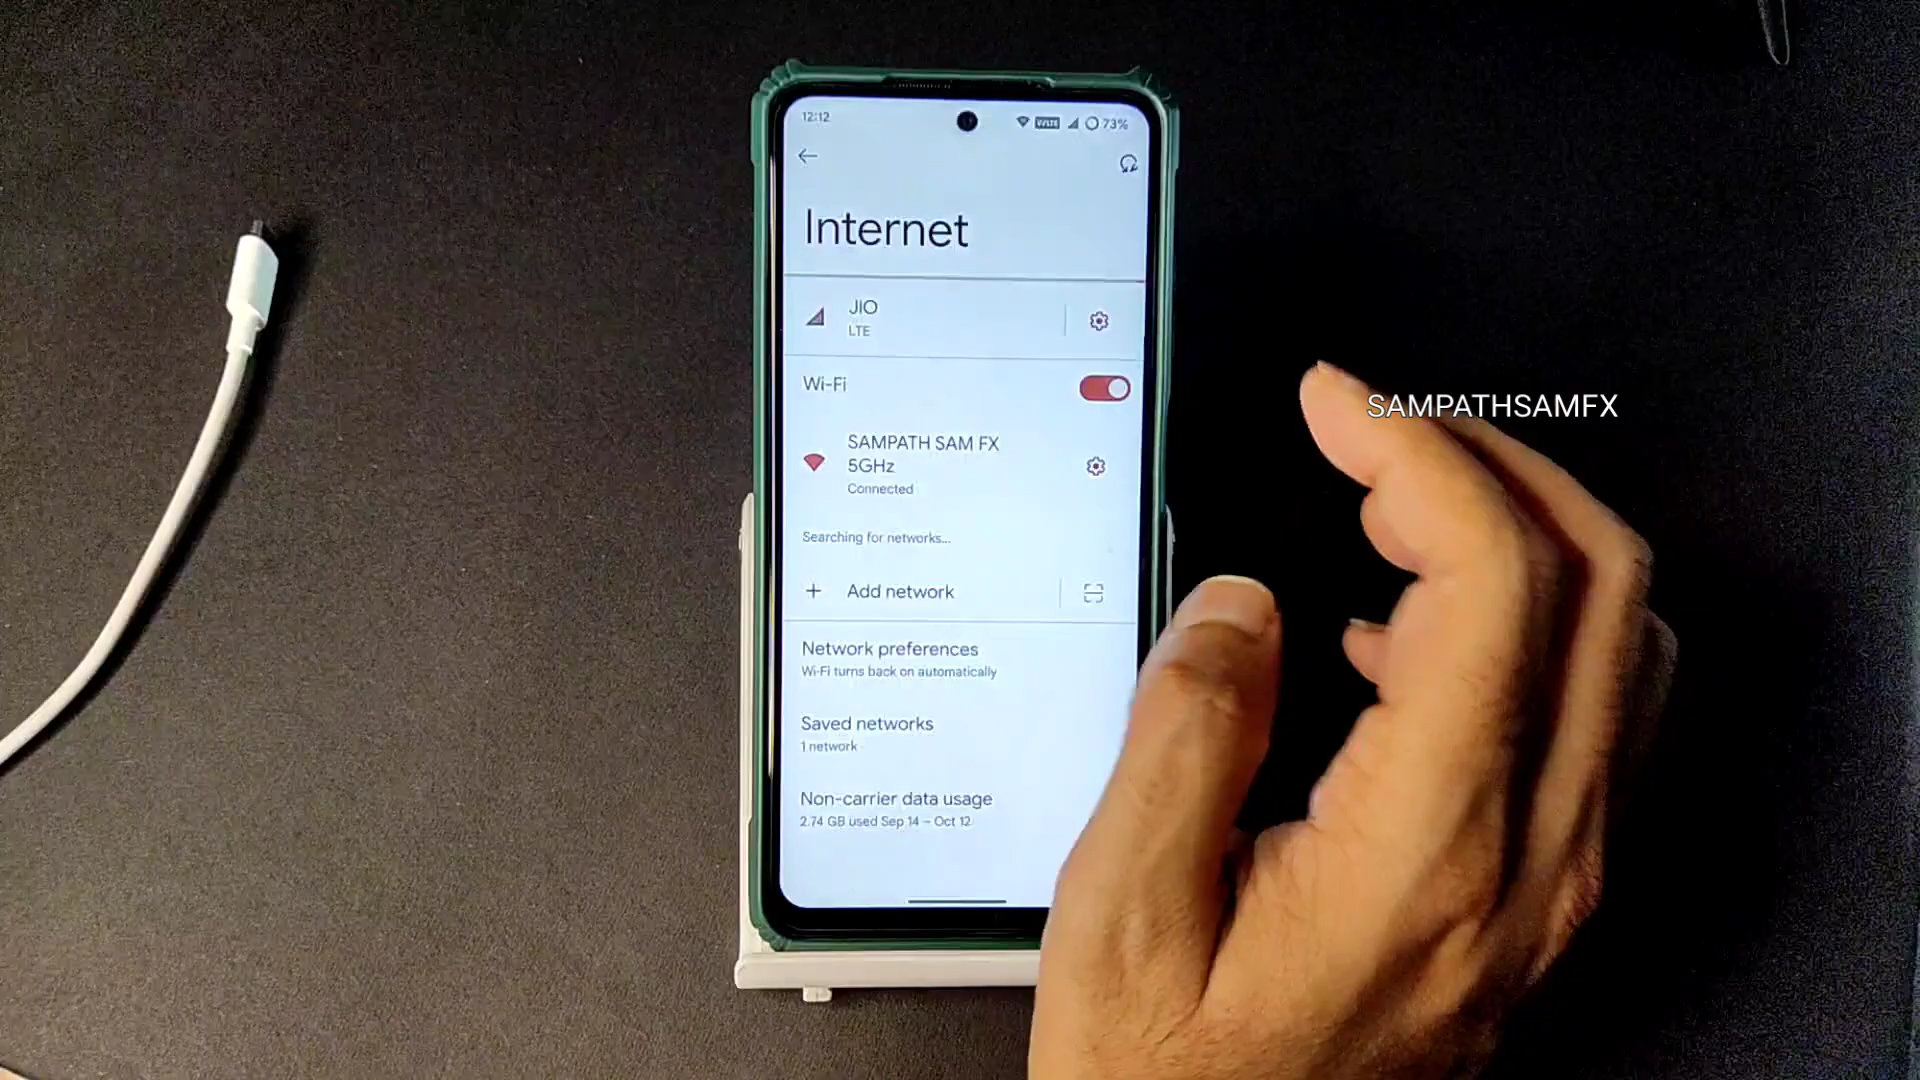 12:12
VoLTE
73%
Internet
JIO
LTE
Wi-Fi
SAMPATH SAM FX
5GHz
Connected
Searching for networks...
Add network
Network preferences
Wi-Fi turns back on automatically
Saved networks
1 network
Non-carrier data usage
2.74 GB used Sep 14 – Oct 12
SAMPATHSAMFX